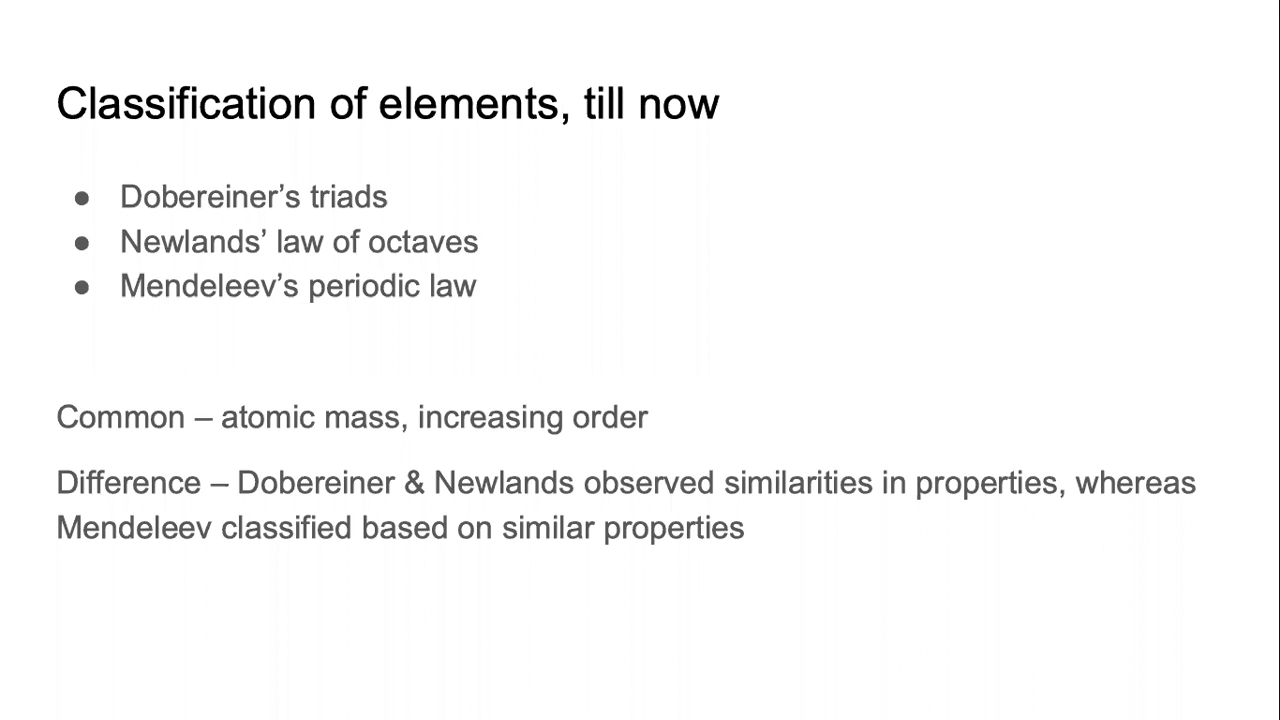 Classification of elements, till now
● Dobereiner’s triads
● Newlands’ law of octaves
● Mendeleev’s periodic law
Common – atomic mass, increasing order
Difference – Dobereiner & Newlands observed similarities in properties, whereas
Mendeleev classified based on similar properties